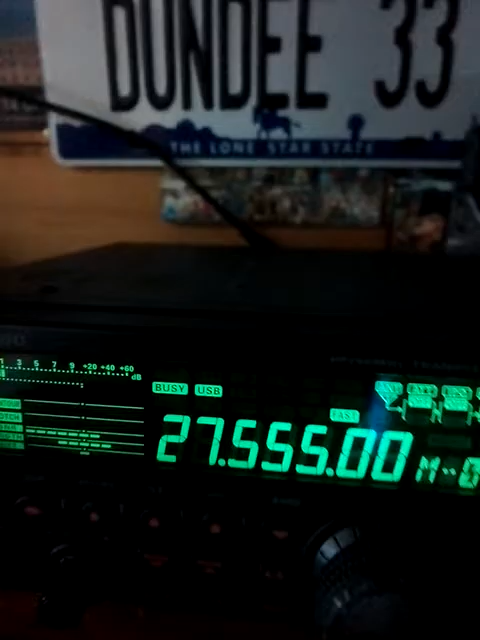 DUNDEE 33
THE LONE STAR STATE
1 3 5 7 9 +20 +40 +60
dB
BUSY USB
FAST
27.555.00 M--0